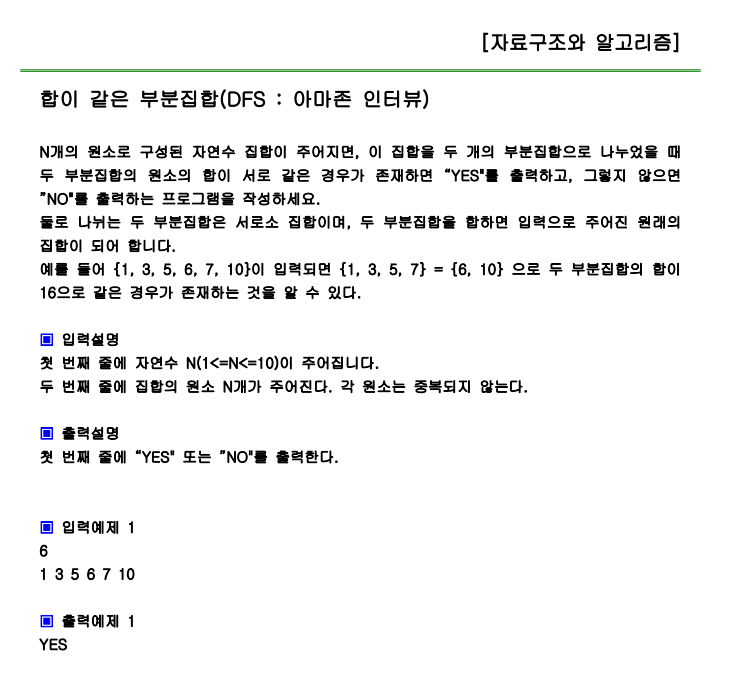 [자료구조와 알고리즘]
합이 같은 부분집합(DFS : 아마존 인터뷰)
N개의 원소로 구성된 자연수 집합이 주어지면, 이 집합을 두 개의 부분집합으로 나누었을 때
두 부분집합의 원소의 합이 서로 같은 경우가 존재하면 “YES"를 출력하고, 그렇지 않으면
”NO"를 출력하는 프로그램을 작성하세요.
둘로 나뉘는 두 부분집합은 서로소 집합이며, 두 부분집합을 합하면 입력으로 주어진 원래의
집합이 되어 합니다.
예를 들어 {1, 3, 5, 6, 7, 10}이 입력되면 {1, 3, 5, 7} = {6, 10} 으로 두 부분집합의 합이
16으로 같은 경우가 존재하는 것을 알 수 있다.
▣ 입력설명
첫 번째 줄에 자연수 N(1<=N<=10)이 주어집니다.
두 번째 줄에 집합의 원소 N개가 주어진다. 각 원소는 중복되지 않는다.
▣ 출력설명
첫 번째 줄에 “YES" 또는 ”NO"를 출력한다.
▣ 입력예제 1
6
1 3 5 6 7 10
▣ 출력예제 1
YES